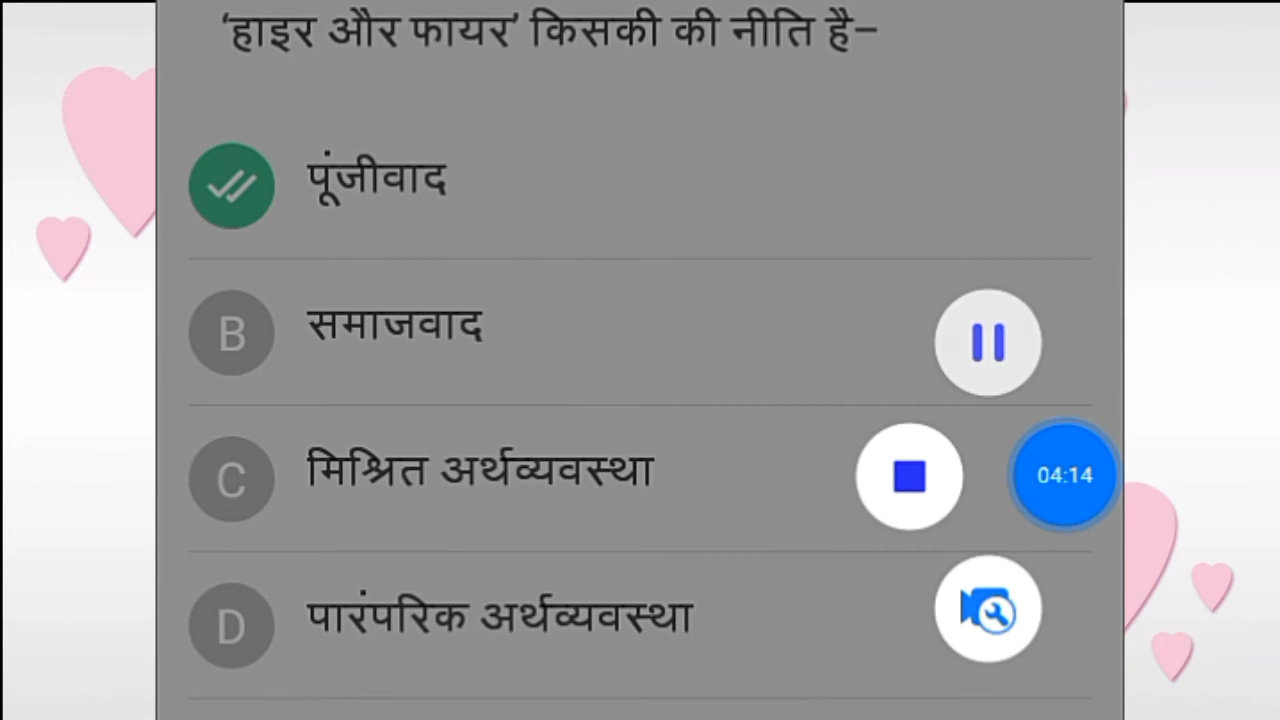 ‘हाइर और फायर’ किसकी की नीति है–
पूंजीवाद
B समाजवाद
C मिश्रित अर्थव्यवस्था
04:14
D पारंपरिक अर्थव्यवस्था